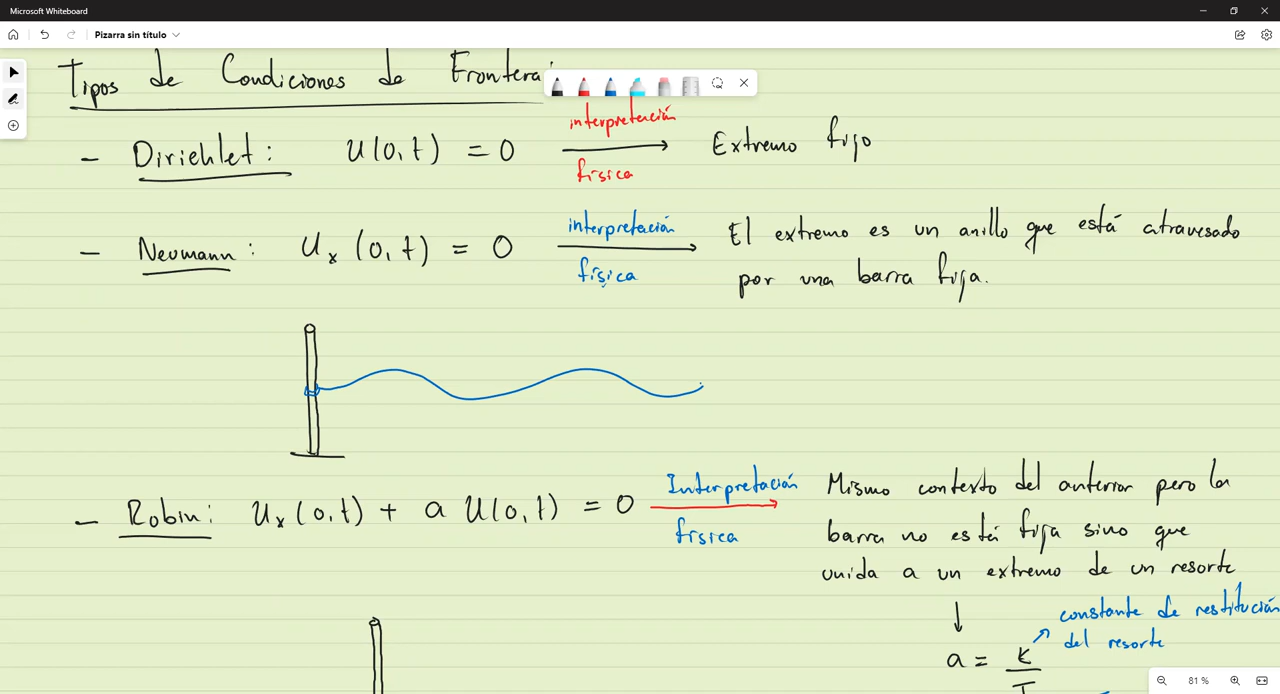 Microsoft Whiteboard
Pizarra sin título
Tipos de Condiciones de Frontera:
- Dirichlet: U(0,t) = 0 interpretación física Extremo fijo
- Neumann: Ux(0,t) = 0 interpretación física El extremo es un anillo que está atravesado
por una barra fija.
- Robin: Ux(0,t) + a U(0,t) = 0 Interpretación física Mismo contexto del anterior pero la
barra no está fija sino que
unida a un extremo de un resorte
constante de restitución
del resorte
a = k/T
81 %